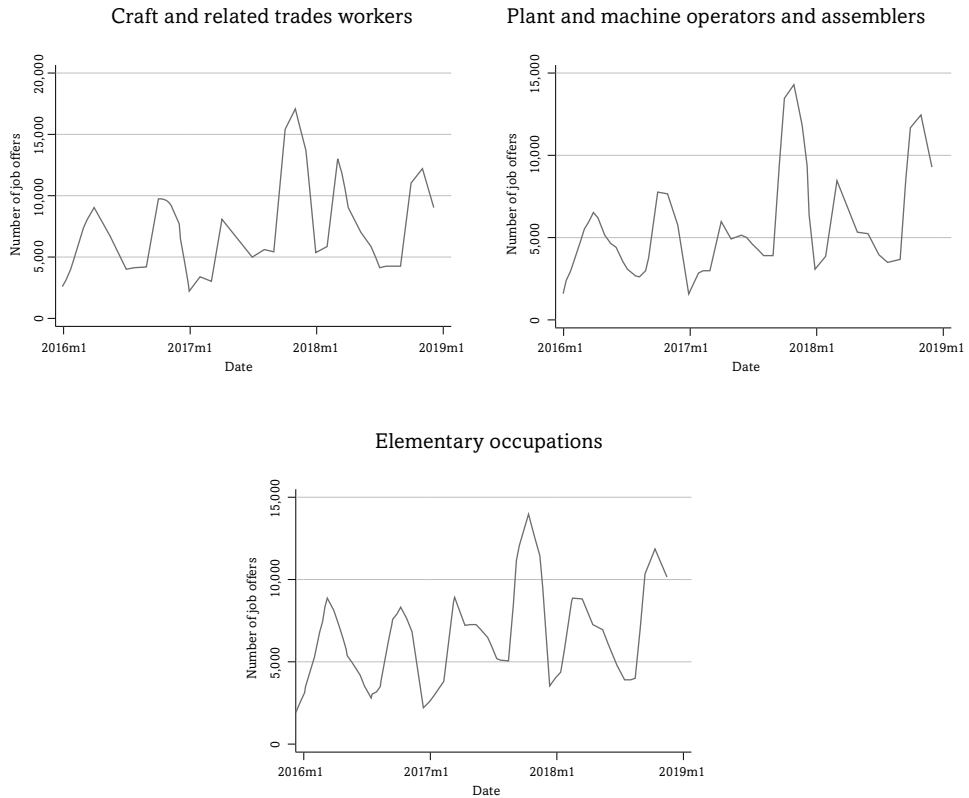 Craft and related trades workers
Number of job offers
20,000
15,000
10,000
5,000
0
2016m1 2017m1 2018m1 2019m1
Date
Plant and machine operators and assemblers
Number of job offers
15,000
10,000
5,000
0
2016m1 2017m1 2018m1 2019m1
Date
Elementary occupations
Number of job offers
15,000
10,000
5,000
0
2016m1 2017m1 2018m1 2019m1
Date